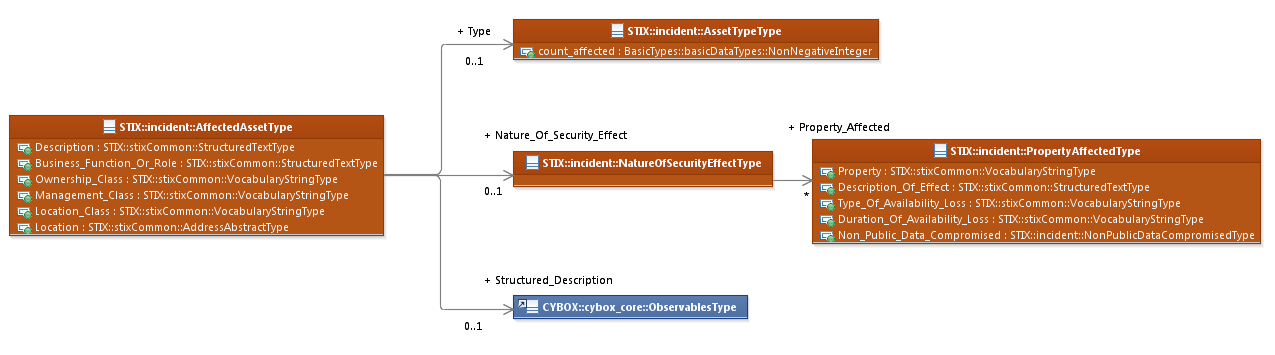 + Type
0..1
STIX::incident::AssetTypeType
count_affected : BasicTypes::basicDataTypes::NonNegativeInteger
STIX::incident::AffectedAssetType
Description : STIX::stixCommon::StructuredTextType
Business_Function_Or_Role : STIX::stixCommon::StructuredTextType
Ownership_Class : STIX::stixCommon::VocabularyStringType
Management_Class : STIX::stixCommon::VocabularyStringType
Location_Class : STIX::stixCommon::VocabularyStringType
Location : STIX::stixCommon::AddressAbstractType
+ Nature_Of_Security_Effect
0..1
STIX::incident::NatureOfSecurityEffectType
+ Property_Affected
*
STIX::incident::PropertyAffectedType
Property : STIX::stixCommon::VocabularyStringType
Description_Of_Effect : STIX::stixCommon::StructuredTextType
Type_Of_Availability_Loss : STIX::stixCommon::VocabularyStringType
Duration_Of_Availability_Loss : STIX::stixCommon::VocabularyStringType
Non_Public_Data_Compromised : STIX::incident::NonPublicDataCompromisedType
+ Structured_Description
0..1
CYBOX::cybox_core::ObservablesType